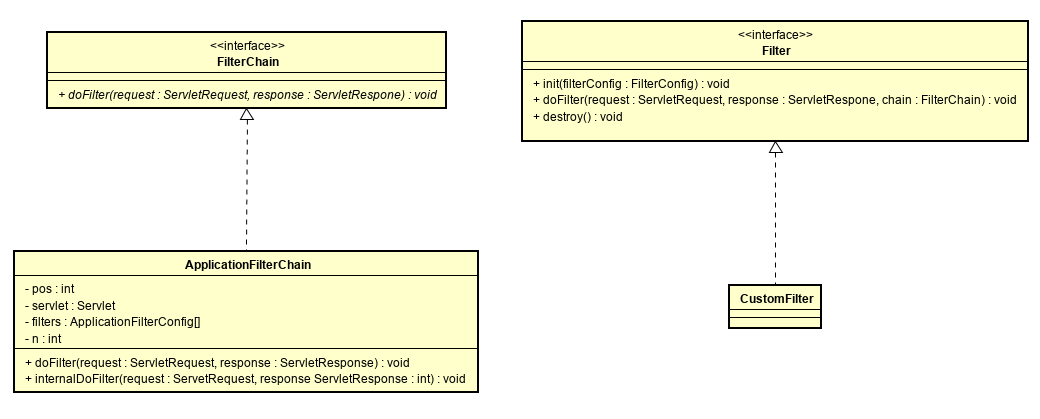 <<interface>>
FilterChain
+ doFilter(request : ServletRequest, response : ServletRespone) : void
<<interface>>
Filter
+ init(filterConfig : FilterConfig) : void
+ doFilter(request : ServletRequest, response : ServletRespone, chain : FilterChain) : void
+ destroy() : void
ApplicationFilterChain
- pos : int
- servlet : Servlet
- filters : ApplicationFilterConfig[]
- n : int
+ doFilter(request : ServletRequest, response : ServletResponse) : void
+ internalDoFilter(request : ServetRequest, response ServletResponse : int) : void
CustomFilter